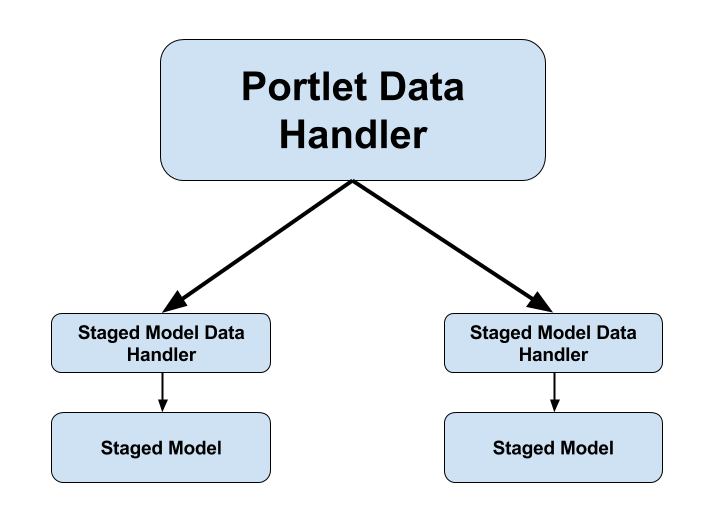 Portlet Data
Handler
Staged Model Data
Handler
Staged Model Data
Handler
Staged Model
Staged Model